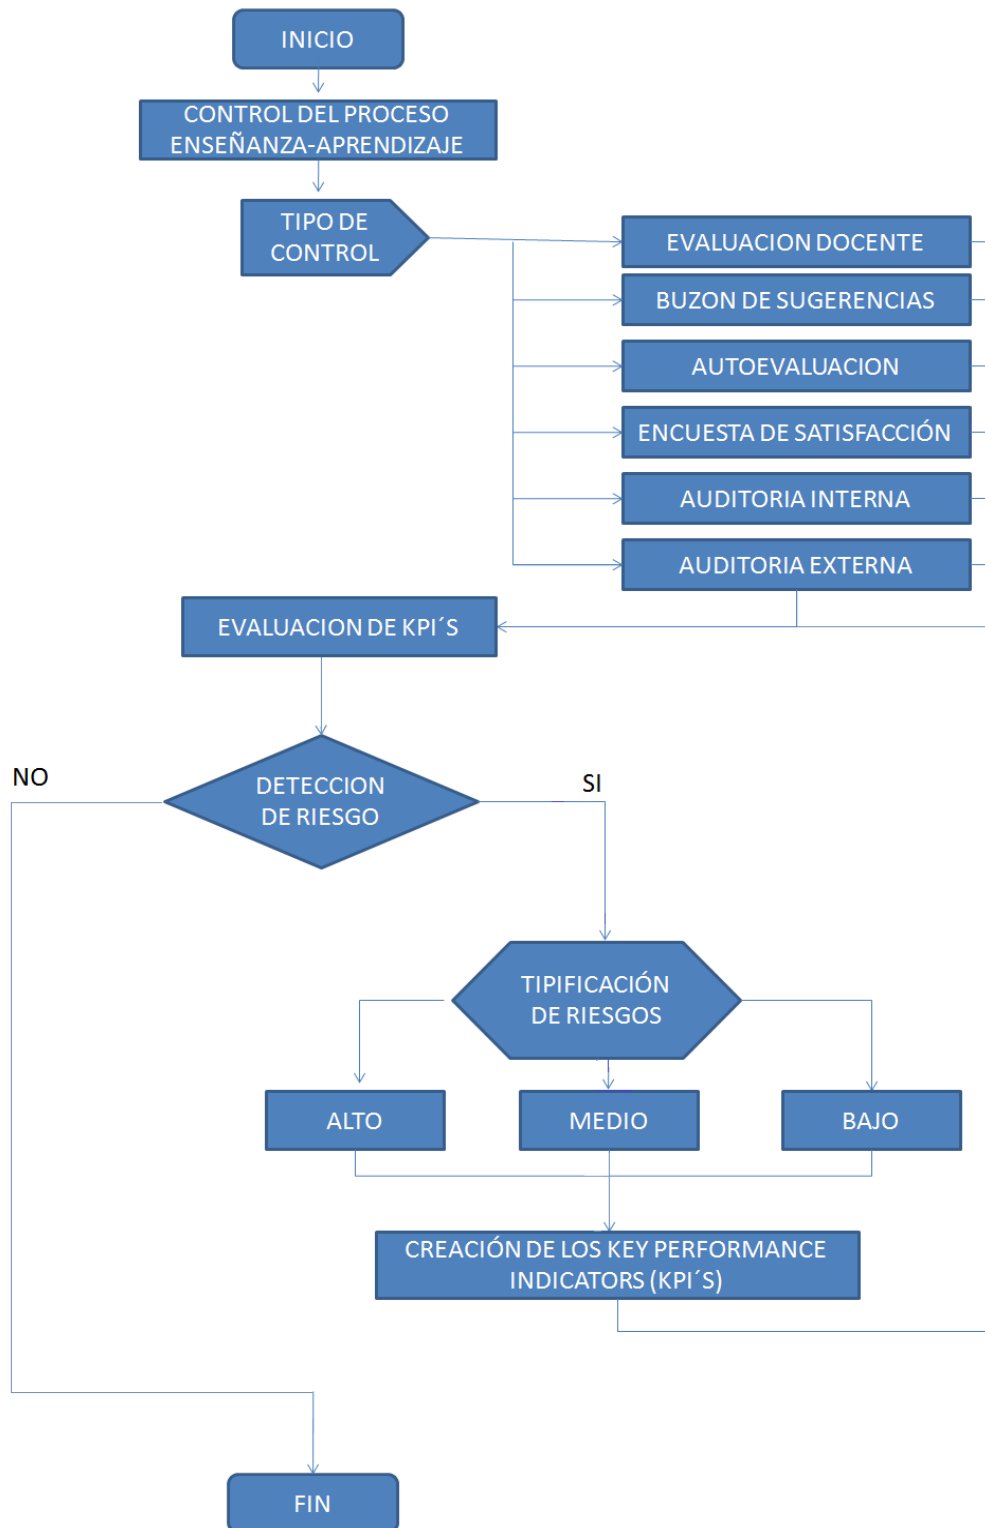 INICIO
CONTROL DEL PROCESO
ENSEÑANZA-APRENDIZAJE
TIPO DE
CONTROL
EVALUACION DOCENTE
BUZON DE SUGERENCIAS
AUTOEVALUACION
ENCUESTA DE SATISFACCIÓN
AUDITORIA INTERNA
AUDITORIA EXTERNA
EVALUACION DE KPI´S
NO
DETECCION
DE RIESGO
SI
TIPIFICACIÓN
DE RIESGOS
ALTO
MEDIO
BAJO
CREACIÓN DE LOS KEY PERFORMANCE
INDICATORS (KPI´S)
FIN